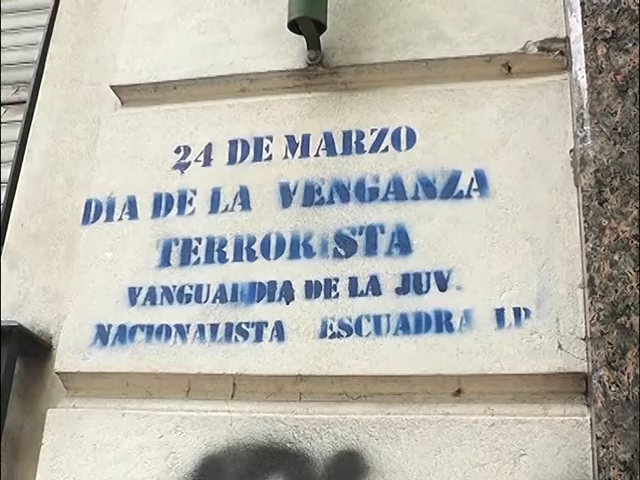 24 DE MARZO
DÍA DE LA VENGANZA
TERRORISTA
VANGUARDIA DE LA JUV.
NACIONALISTA ESCUADRA LP